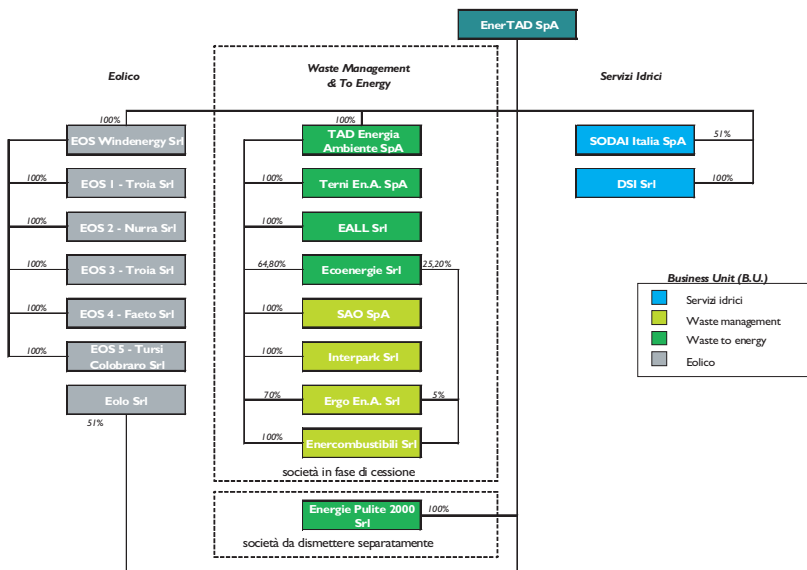 EnerTAD SpA
Eolico
Waste Management
& To Energy
Servizi Idrici
100%
EOS Windenergy Srl
100%
EOS 1 - Troia Srl
100%
EOS 2 - Nurra Srl
100%
EOS 3 - Troia Srl
100%
EOS 4 - Faeto Srl
100%
EOS 5 - Tursi
Colobraro Srl
Eolo Srl
51%
100%
TAD Energia
Ambiente SpA
100%
Terni En.A. SpA
100%
EALL Srl
64,80%
Ecoenergie Srl
25,20%
100%
SAO SpA
100%
Interpark Srl
70%
Ergo En.A. Srl
5%
100%
Enercombustibili Srl
società in fase di cessione
Energie Pulite 2000
Srl
100%
società da dismettere separatamente
SODAI Italia SpA
51%
DSI Srl
100%
Business Unit (B.U.)
Servizi idrici
Waste management
Waste to energy
Eolico